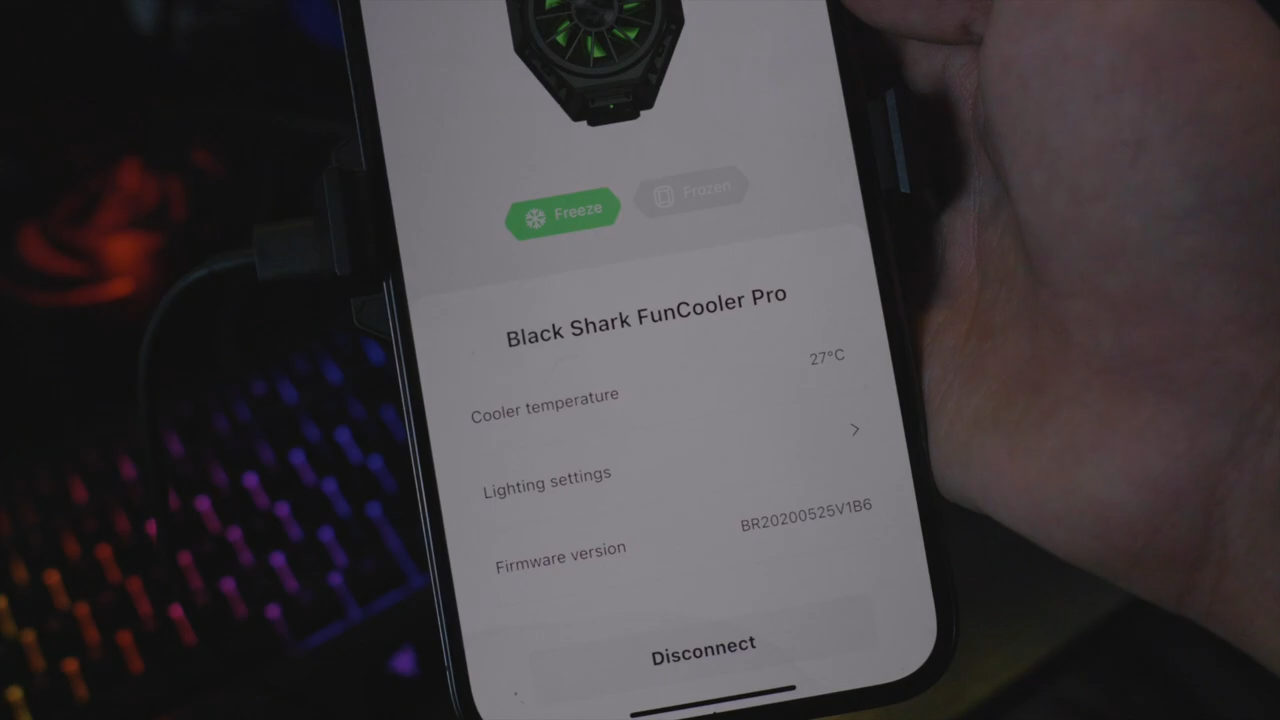 Freeze
Frozen
Black Shark FunCooler Pro
Cooler temperature 27°C
Lighting settings
Firmware version BR20200525V1B6
Disconnect